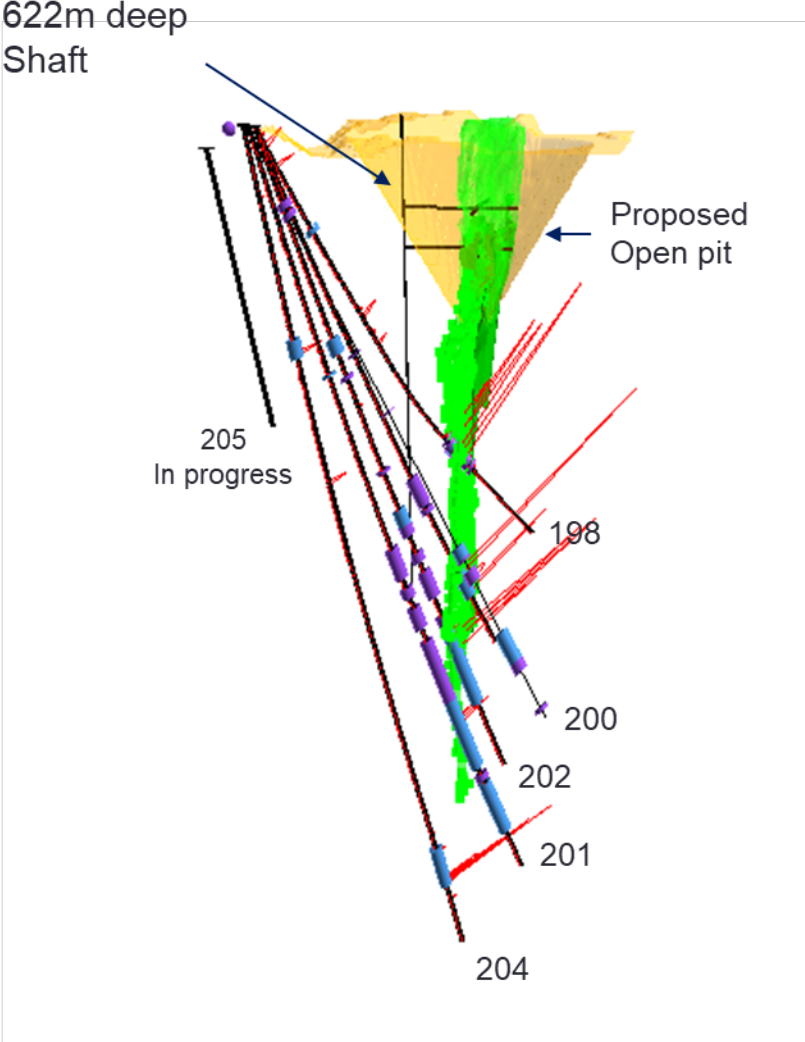 622m deep
Shaft
Proposed
Open pit
205
In progress
198
200
202
201
204